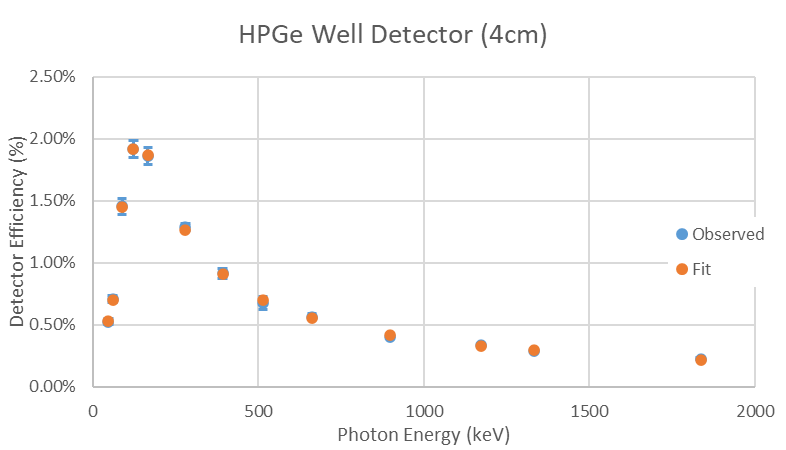 HPGe Well Detector (4cm)
Detector Efficiency (%)
2.50%
2.00%
1.50%
1.00%
0.50%
0.00%
Observed
Fit
0 500 1000 1500 2000
Photon Energy (keV)